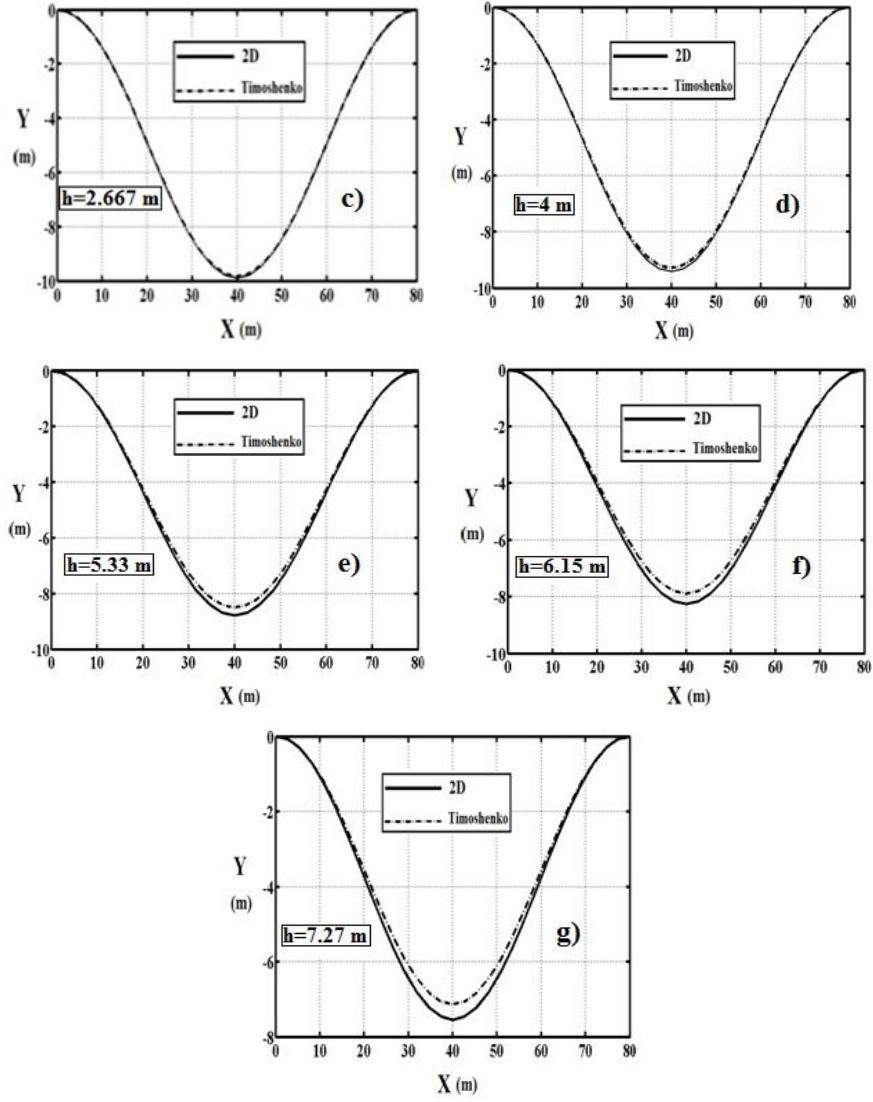 0
-2
-4
-6
-8
-10
Y
(m)
2D
Timoshenko
h=2.667 m
c)
0 10 20 30 40 50 60 70 80
X (m)
0
-2
-4
-6
-8
-10
Y
(m)
2D
Timoshenko
h=4 m
d)
0 10 20 30 40 50 60 70 80
X (m)
0
-2
-4
-6
-8
-10
Y
(m)
2D
Timoshenko
h=5.33 m
e)
0 10 20 30 40 50 60 70 80
X (m)
0
-2
-4
-6
-8
-10
Y
(m)
2D
Timoshenko
h=6.15 m
f)
0 10 20 30 40 50 60 70 80
X (m)
0
-2
-4
-6
-8
Y
(m)
2D
Timoshenko
h=7.27 m
g)
0 10 20 30 40 50 60 70 80
X (m)